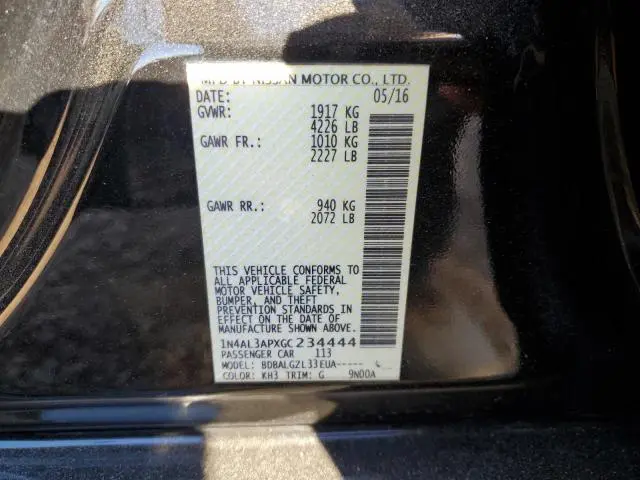 MFD BY NISSAN MOTOR CO., LTD.
DATE: 05/16
GVWR: 1917 KG
4226 LB
GAWR FR.: 1010 KG
2227 LB
GAWR RR.: 940 KG
2072 LB
THIS VEHICLE CONFORMS TO
ALL APPLICABLE FEDERAL
MOTOR VEHICLE SAFETY,
BUMPER, AND THEFT
PREVENTION STANDARDS IN
EFFECT ON THE DATE OF
MANUFACTURE SHOWN ABOVE.
1N4AL3APXGC234444
PASSENGER CAR 113
MODEL: BDBALGZL33EUA-----
COLOR: KH3 TRIM: G 9N00A